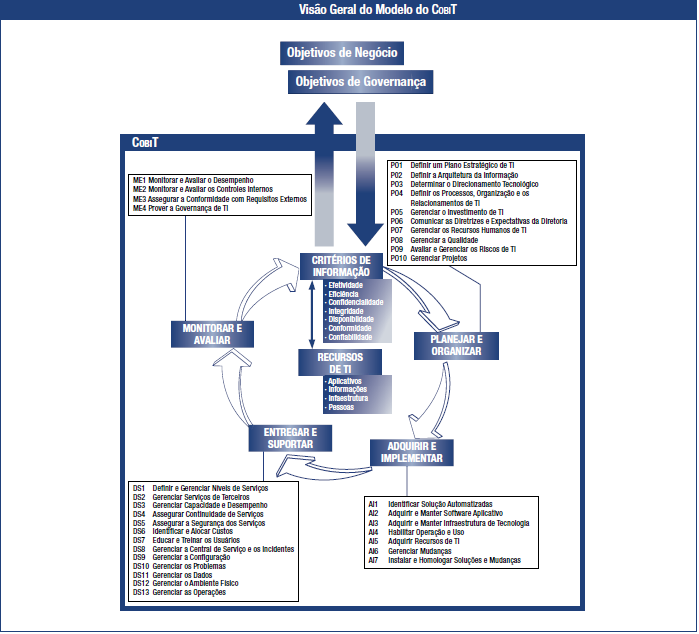 Visão Geral do Modelo do COBIT
Objetivos de Negócio
Objetivos de Governança
COBIT
ME1 Monitorar e Avaliar o Desempenho
ME2 Monitorar e Avaliar os Controles Internos
ME3 Assegurar a Conformidade com Requisitos Externos
ME4 Prover a Governança de TI
PO1 Definir um Plano Estratégico de TI
PO2 Definir a Arquitetura da Informação
PO3 Determinar o Direcionamento Tecnológico
PO4 Definir os Processos, Organização e os
Relacionamentos de TI
PO5 Gerenciar o Investimento de TI
PO6 Comunicar as Diretrizes e Expectativas da Diretoria
PO7 Gerenciar os Recursos Humanos de TI
PO8 Gerenciar a Qualidade
PO9 Avaliar e Gerenciar os Riscos de TI
PO10 Gerenciar Projetos
CRITÉRIOS DE
INFORMAÇÃO
· Efetividade
· Eficiência
· Confidencialidade
· Integridade
· Disponiblidade
· Conformidade
· Confiabilidade
MONITORAR E
AVALIAR
PLANEJAR E
ORGANIZAR
RECURSOS
DE TI
· Aplicativos
· Informações
· Infaestrutura
· Pessoas
ENTREGAR E
SUPORTAR
ADQUIRIR E
IMPLEMENTAR
DS1 Definir e Gerenciar Níveis de Serviços
DS2 Gerenciar Serviços de Terceiros
DS3 Gerenciar Capacidade e Desempenho
DS4 Assegurar Continuidade de Serviços
DS5 Assegurar a Segurança dos Serviços
DS6 Identificar e Alocar Custos
DS7 Educar e Treinar os Usuários
DS8 Gerenciar a Central de Serviço e os Incidentes
DS9 Gerenciar a Configuração
DS10 Gerenciar os Problemas
DS11 Gerenciar os Dados
DS12 Gerenciar o Ambiente Físico
DS13 Gerenciar as Operações
AI1 Identificar Solução Automatizadas
AI2 Adquirir e Manter Software Aplicativo
AI3 Adquirir e Manter Infraestrutura de Tecnologia
AI4 Habilitar Operação e Uso
AI5 Adquirir Recursos de TI
AI6 Gerenciar Mudanças
AI7 Instalar e Homologar Soluções e Mudanças